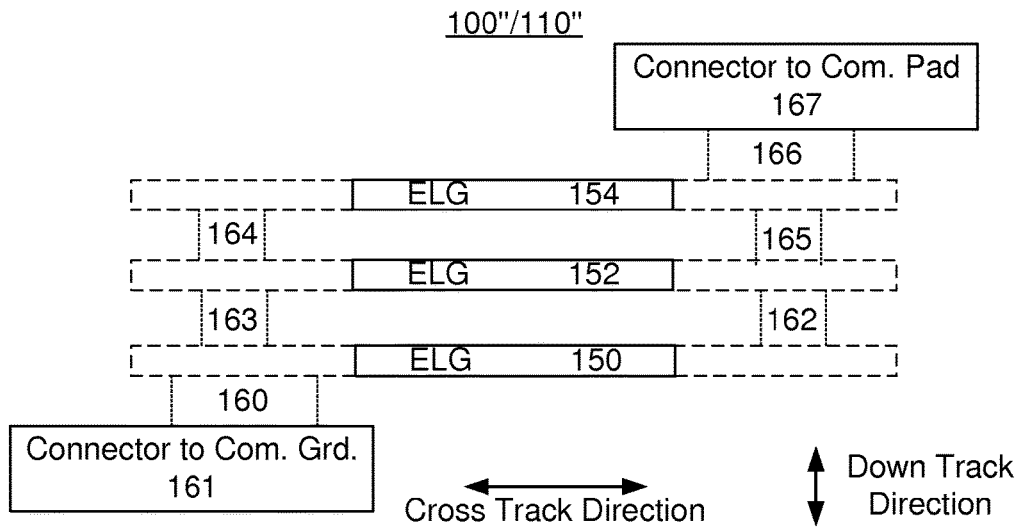 100"/110"
Connector to Com. Pad
167
166
ELG 154
164
165
ELG 152
163
162
ELG 150
160
Connector to Com. Grd.
161
Cross Track Direction
Down Track
Direction